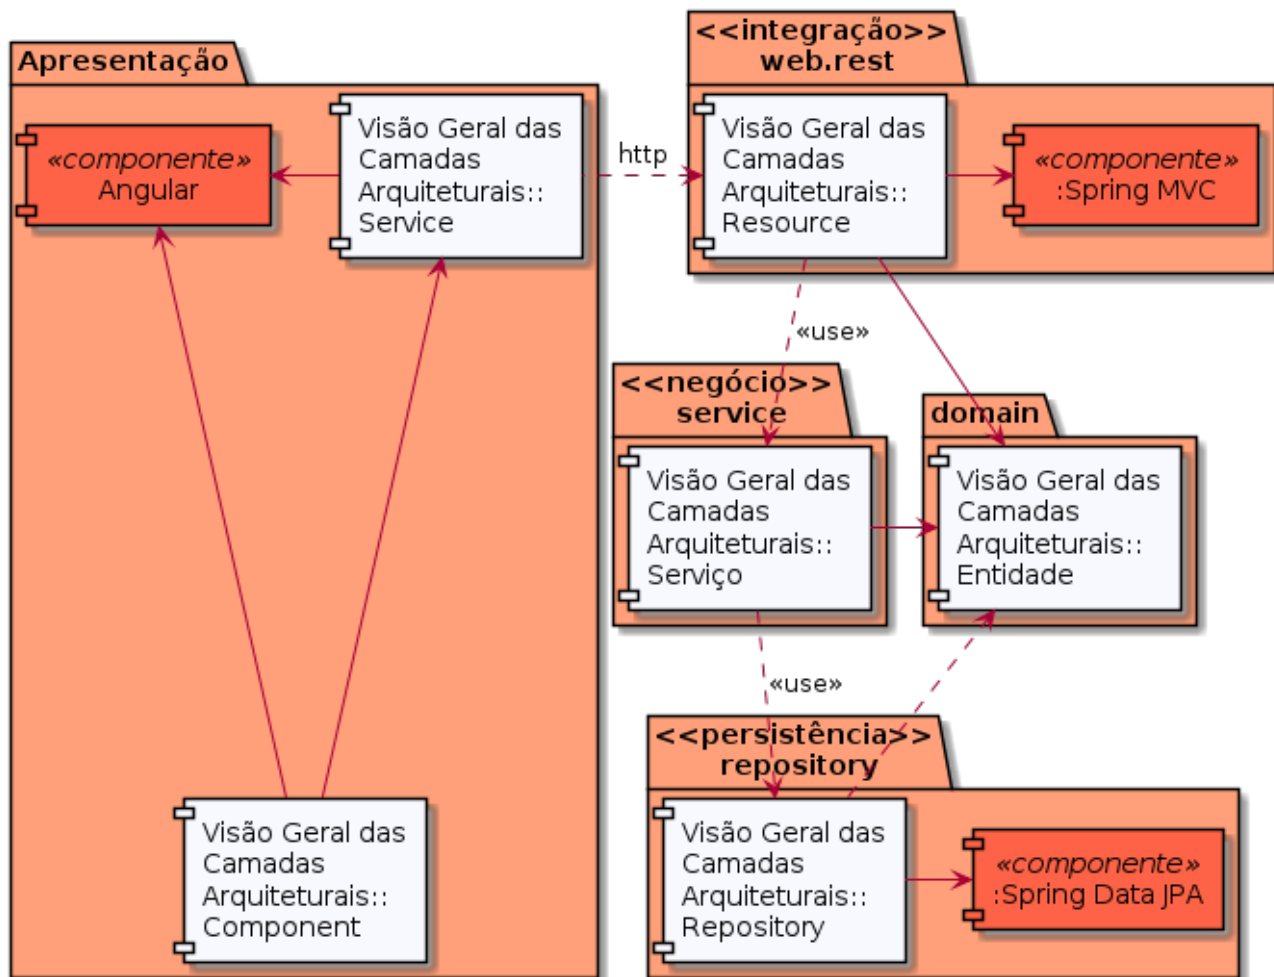 Apresentação
«componente»
Angular
Visão Geral das
Camadas
Arquiteturais::
Service
Visão Geral das
Camadas
Arquiteturais::
Component
http
<<integração>>
web.rest
Visão Geral das
Camadas
Arquiteturais::
Resource
«componente»
:Spring MVC
«use»
<<negócio>>
service
Visão Geral das
Camadas
Arquiteturais::
Serviço
domain
Visão Geral das
Camadas
Arquiteturais::
Entidade
«use»
<<persistência>>
repository
Visão Geral das
Camadas
Arquiteturais::
Repository
«componente»
:Spring Data JPA